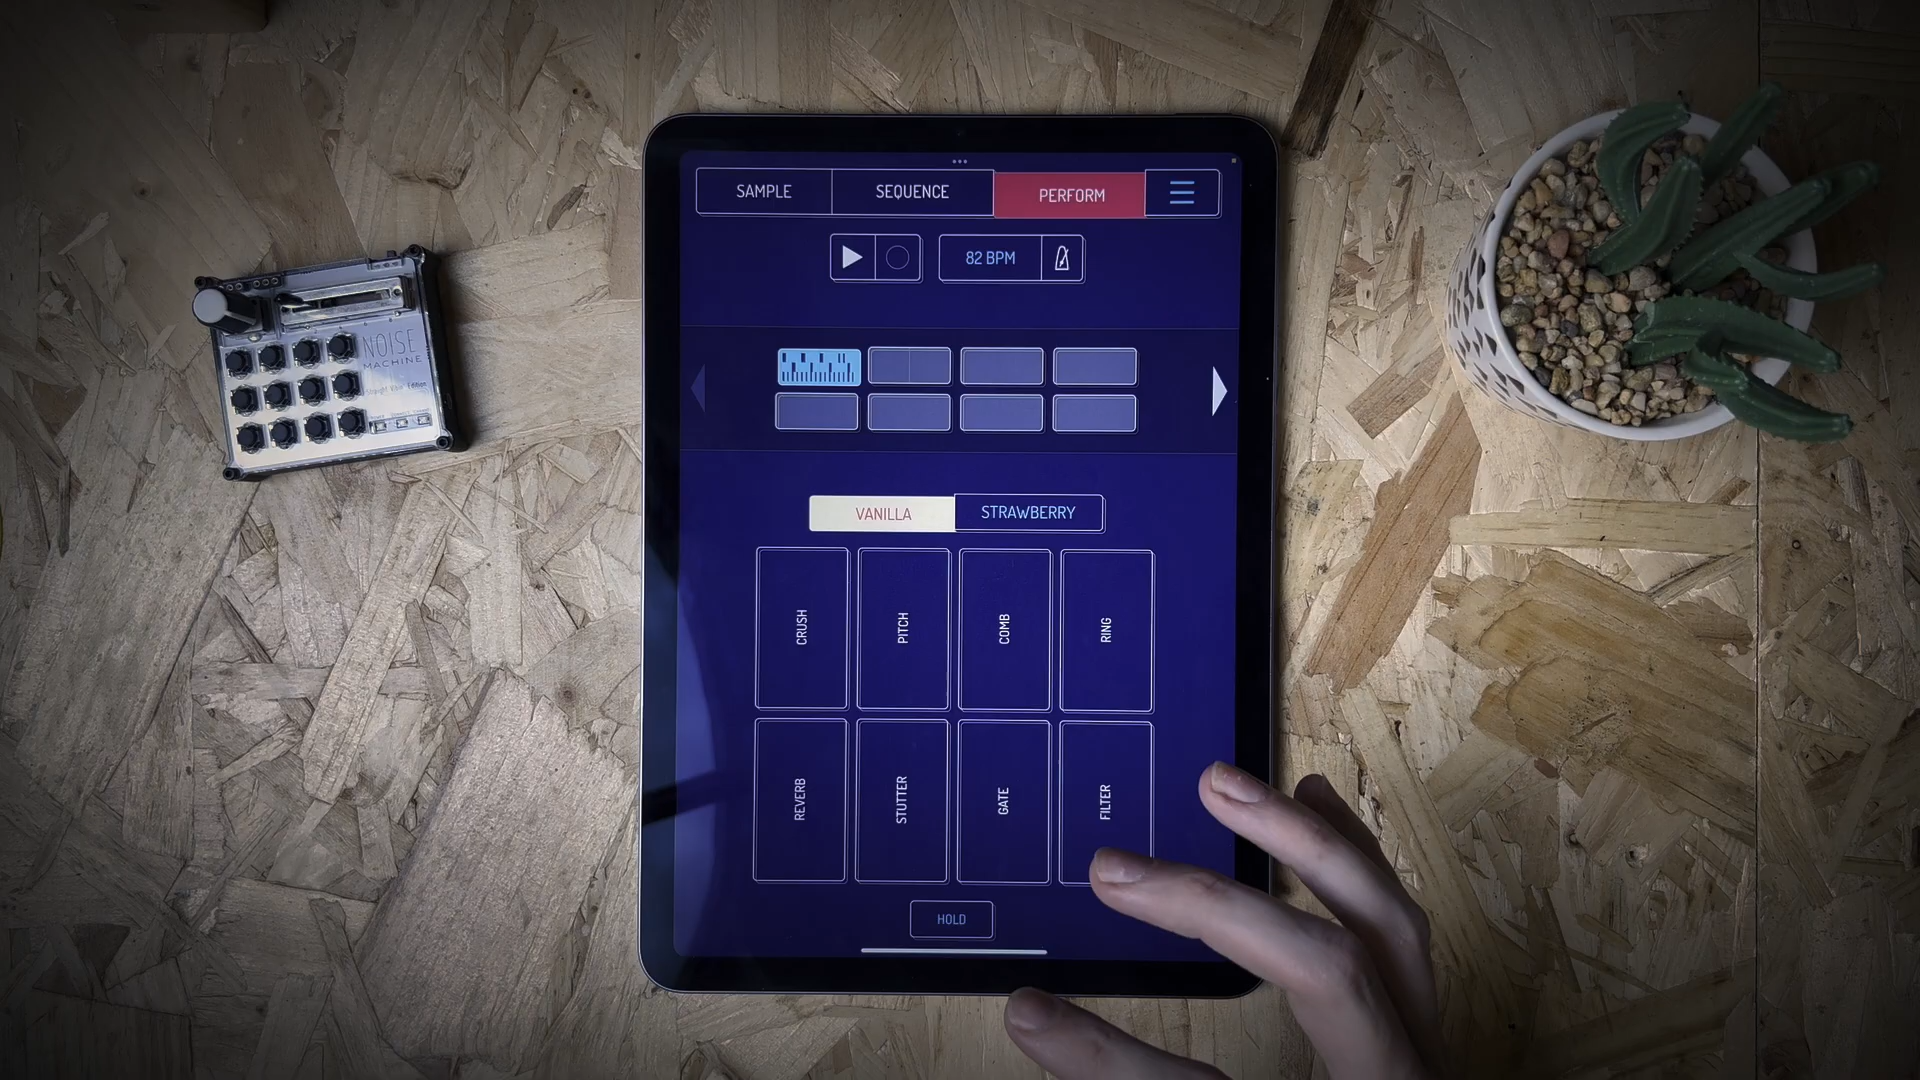 SAMPLE
SEQUENCE
PERFORM
82 BPM
NOISE
MACHINE
VANILLA
STRAWBERRY
CRUSH
PITCH
COMB
RING
REVERB
STUTTER
GATE
FILTER
HOLD